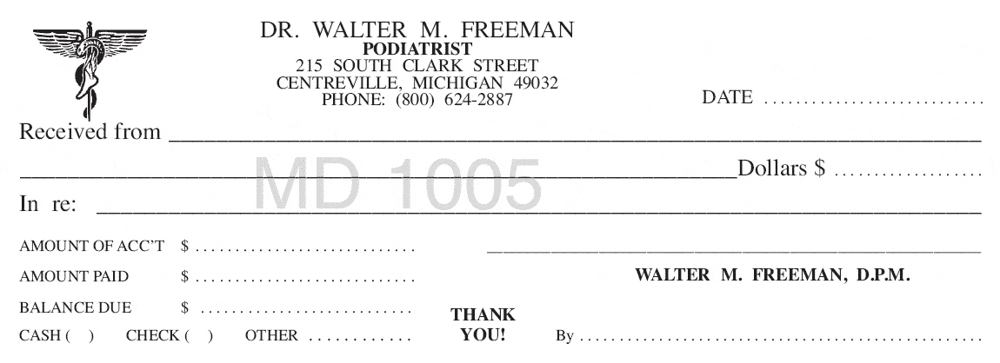 DR. WALTER M. FREEMAN
PODIATRIST
215 SOUTH CLARK STREET
CENTREVILLE, MICHIGAN 49032
PHONE: (800) 624-2887
DATE
Received from
Dollars $
MD 1005
In re:
AMOUNT OF ACC'T $
AMOUNT PAID $
WALTER M. FREEMAN, D.P.M.
BALANCE DUE $
THANK
YOU!
CASH ( ) CHECK ( ) OTHER
By